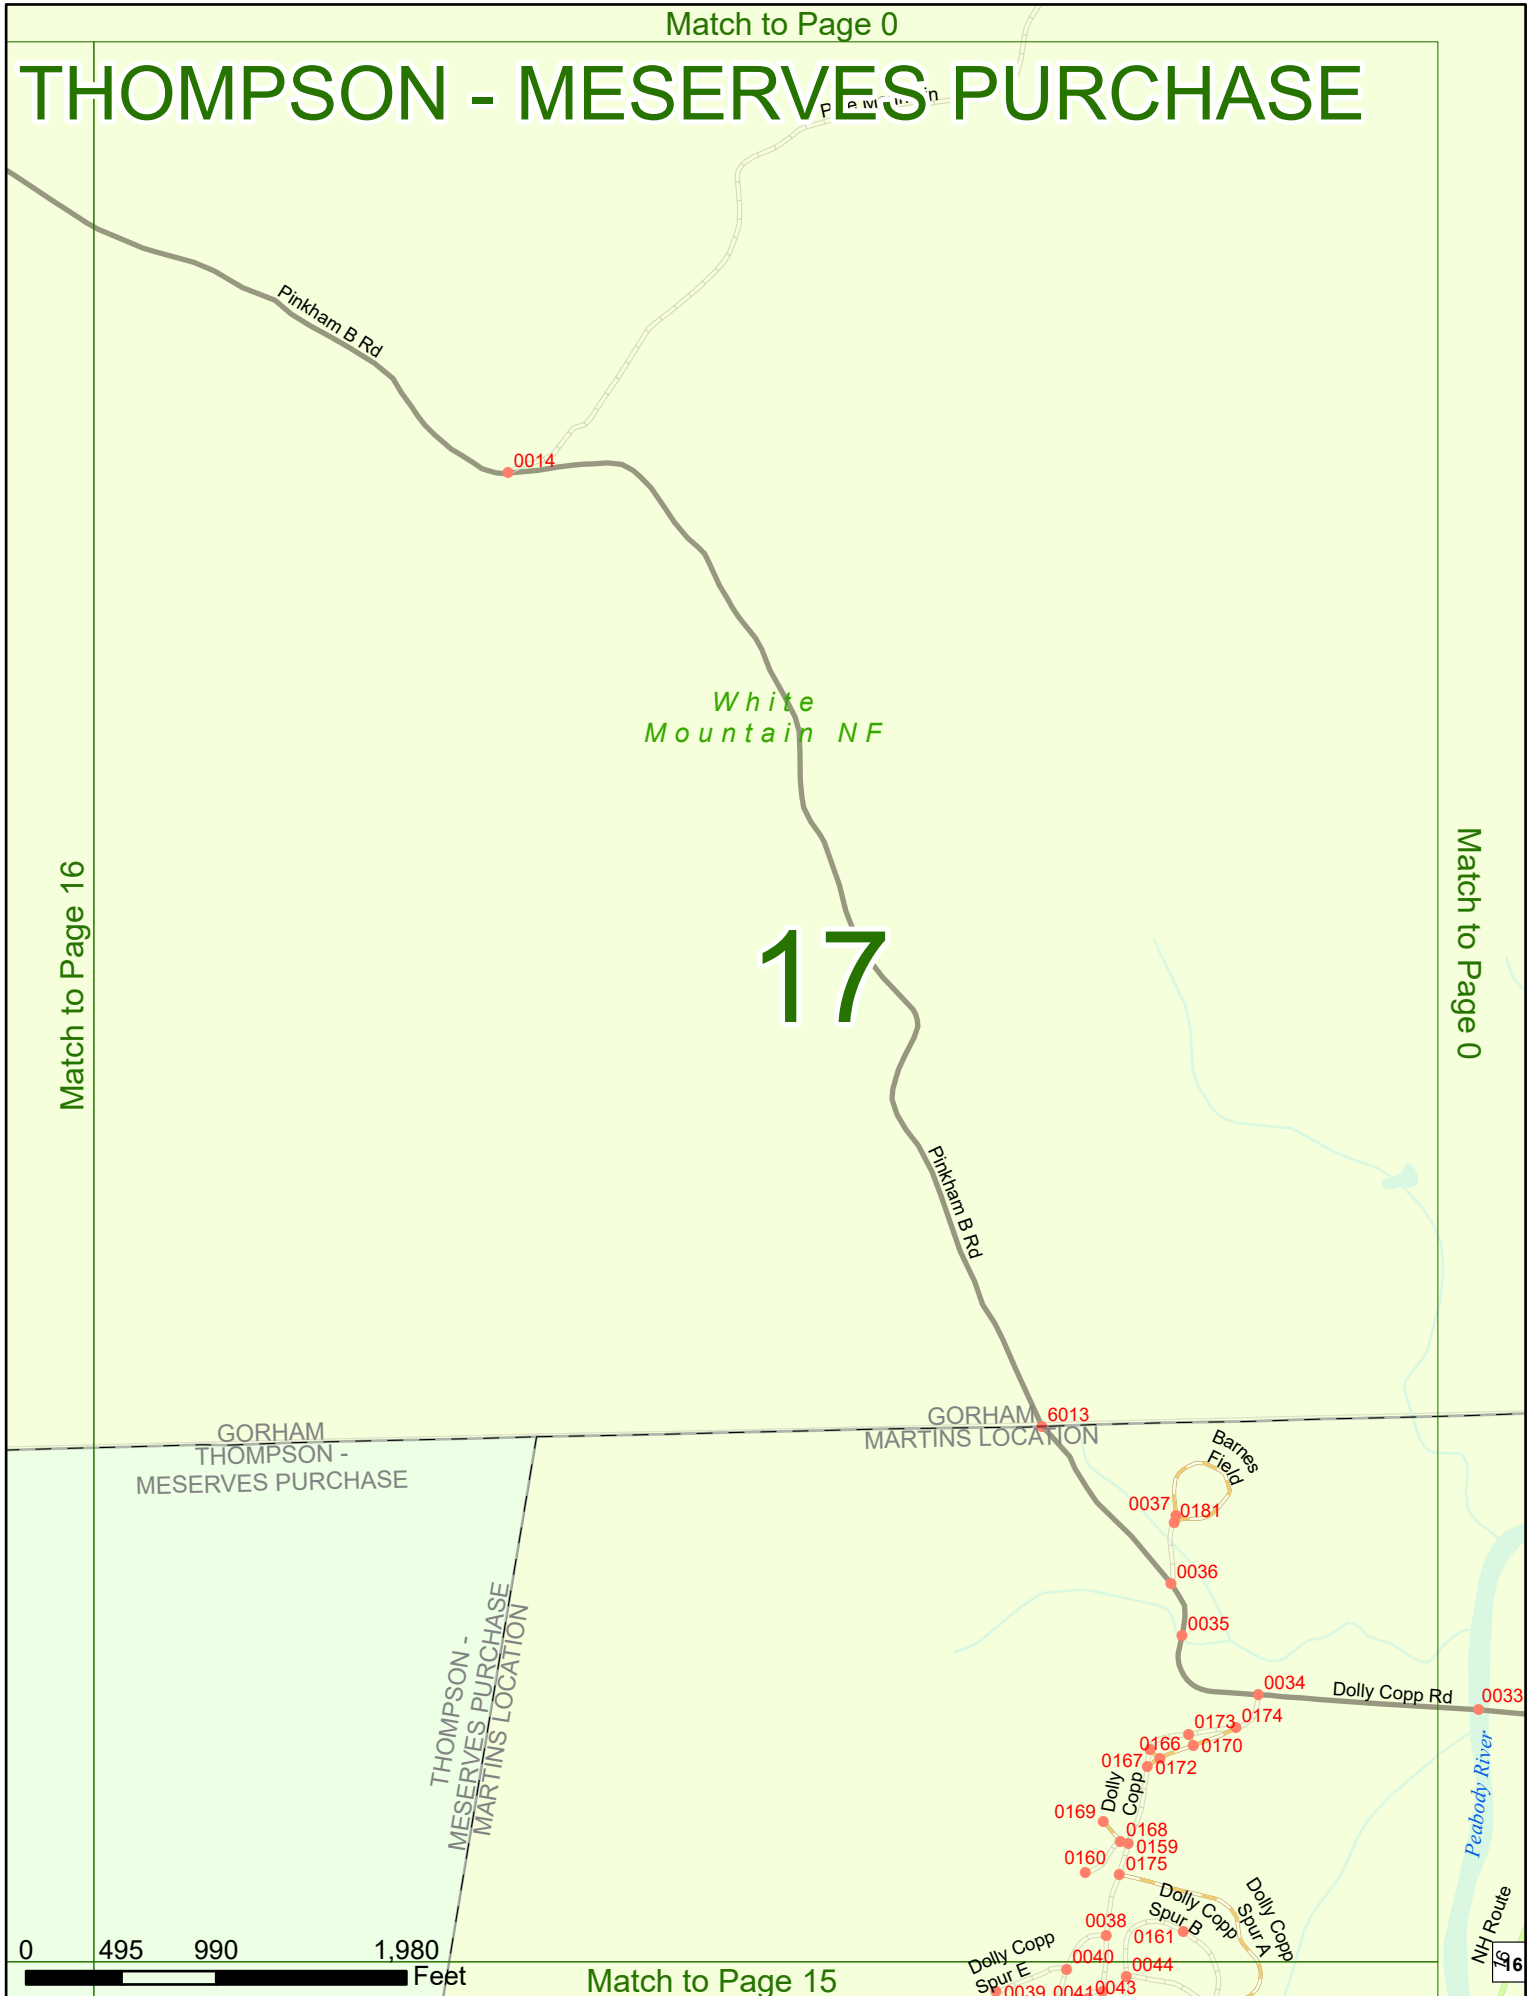 Match to Page 0
THOMPSON - MESERVES PURCHASE
Pinkham B Rd
0014
White
Mountain NF
Match to Page 16
17
Match to Page 0
Pinkham B Rd
GORHAM
THOMPSON -
MESERVES PURCHASE
GORHAM
MARTINS LOCATION
6013
Barnes
Field
0037
0181
0036
0035
THOMPSON -
MESERVES PURCHASE
MARTINS LOCATION
0034
Dolly Copp Rd
0033
0173
0174
0166
0170
0167
0172
Dolly
Copp
0169
0168
0159
0160
0175
Peabody River
Dolly Copp
Spur B
Dolly Copp
Spur A
0038
0161
NH Route
16
16
Dolly Copp
Spur E
0040
0044
0039
0041
0043
0
495
990
1,980
Feet
Match to Page 15